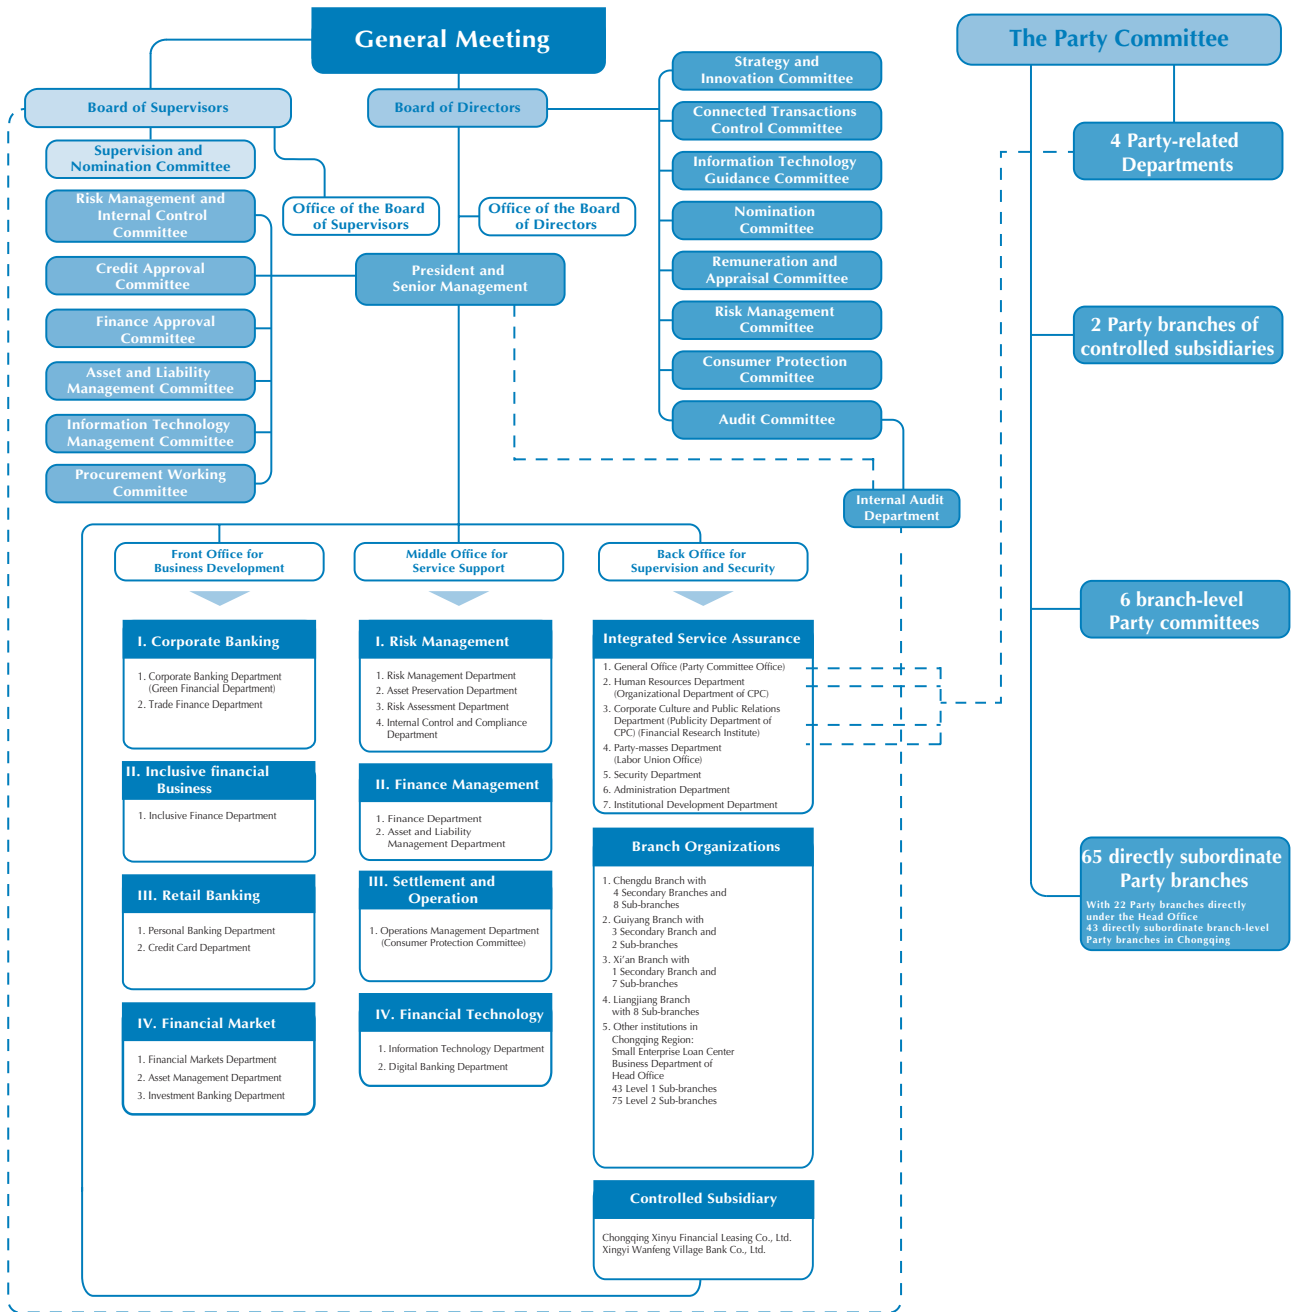 General Meeting
The Party Committee
Board of Supervisors
Board of Directors
Supervision and
Nomination Committee
Risk Management and
Internal Control
Committee
Credit Approval
Committee
Finance Approval
Committee
Asset and Liability
Management Committee
Information Technology
Management Committee
Procurement Working
Committee
Office of the Board
of Supervisors
Office of the Board
of Directors
President and
Senior Management
Strategy and
Innovation Committee
Connected Transactions
Control Committee
Information Technology
Guidance Committee
Nomination
Committee
Remuneration and
Appraisal Committee
Risk Management
Committee
Consumer Protection
Committee
Audit Committee
Internal Audit
Department
4 Party-related
Departments
2 Party branches of
controlled subsidiaries
6 branch-level
Party committees
65 directly subordinate
Party branches
With 22 Party branches directly
under the Head Office
43 directly subordinate branch-level
Party branches in Chongqing
Front Office for
Business Development
I. Corporate Banking
1. Corporate Banking Department
(Green Financial Department)
2. Trade Finance Department
II. Inclusive financial
Business
1. Inclusive Finance Department
III. Retail Banking
1. Personal Banking Department
2. Credit Card Department
IV. Financial Market
1. Financial Markets Department
2. Asset Management Department
3. Investment Banking Department
Middle Office for
Service Support
I. Risk Management
1. Risk Management Department
2. Asset Preservation Department
3. Risk Assessment Department
4. Internal Control and Compliance
Department
II. Finance Management
1. Finance Department
2. Asset and Liability
Management Department
III. Settlement and
Operation
1. Operations Management Department
(Consumer Protection Committee)
IV. Financial Technology
1. Information Technology Department
2. Digital Banking Department
Back Office for
Supervision and Security
Integrated Service Assurance
1. General Office (Party Committee Office)
2. Human Resources Department
(Organizational Department of CPC)
3. Corporate Culture and Public Relations
Department (Publicity Department of
CPC) (Financial Research Institute)
4. Party-masses Department
(Labor Union Office)
5. Security Department
6. Administration Department
7. Institutional Development Department
Branch Organizations
1. Chengdu Branch with
4 Secondary Branches and
8 Sub-branches
2. Guiyang Branch with
3 Secondary Branch and
2 Sub-branches
3. Xi'an Branch with
1 Secondary Branch and
7 Sub-branches
4. Liangjiang Branch
with 8 Sub-branches
5. Other institutions in
Chongqing Region:
Small Enterprise Loan Center
Business Department of
Head Office
43 Level 1 Sub-branches
75 Level 2 Sub-branches
Controlled Subsidiary
Chongqing Xinyu Financial Leasing Co., Ltd.
Xingyi Wanfeng Village Bank Co., Ltd.